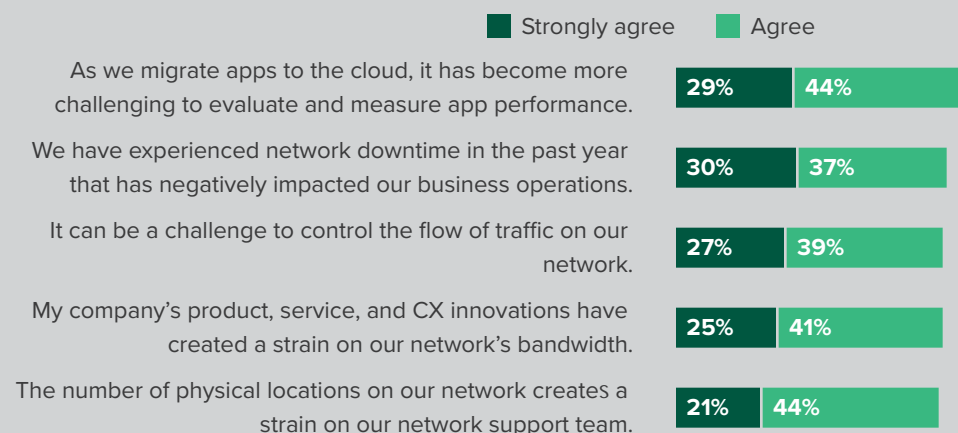 Strongly agree Agree
As we migrate apps to the cloud, it has become more
challenging to evaluate and measure app performance.
29% 44%
We have experienced network downtime in the past year
that has negatively impacted our business operations.
30% 37%
It can be a challenge to control the flow of traffic on our
network.
27% 39%
My company’s product, service, and CX innovations have
created a strain on our network’s bandwidth.
25% 41%
The number of physical locations on our network creates a
strain on our network support team.
21% 44%